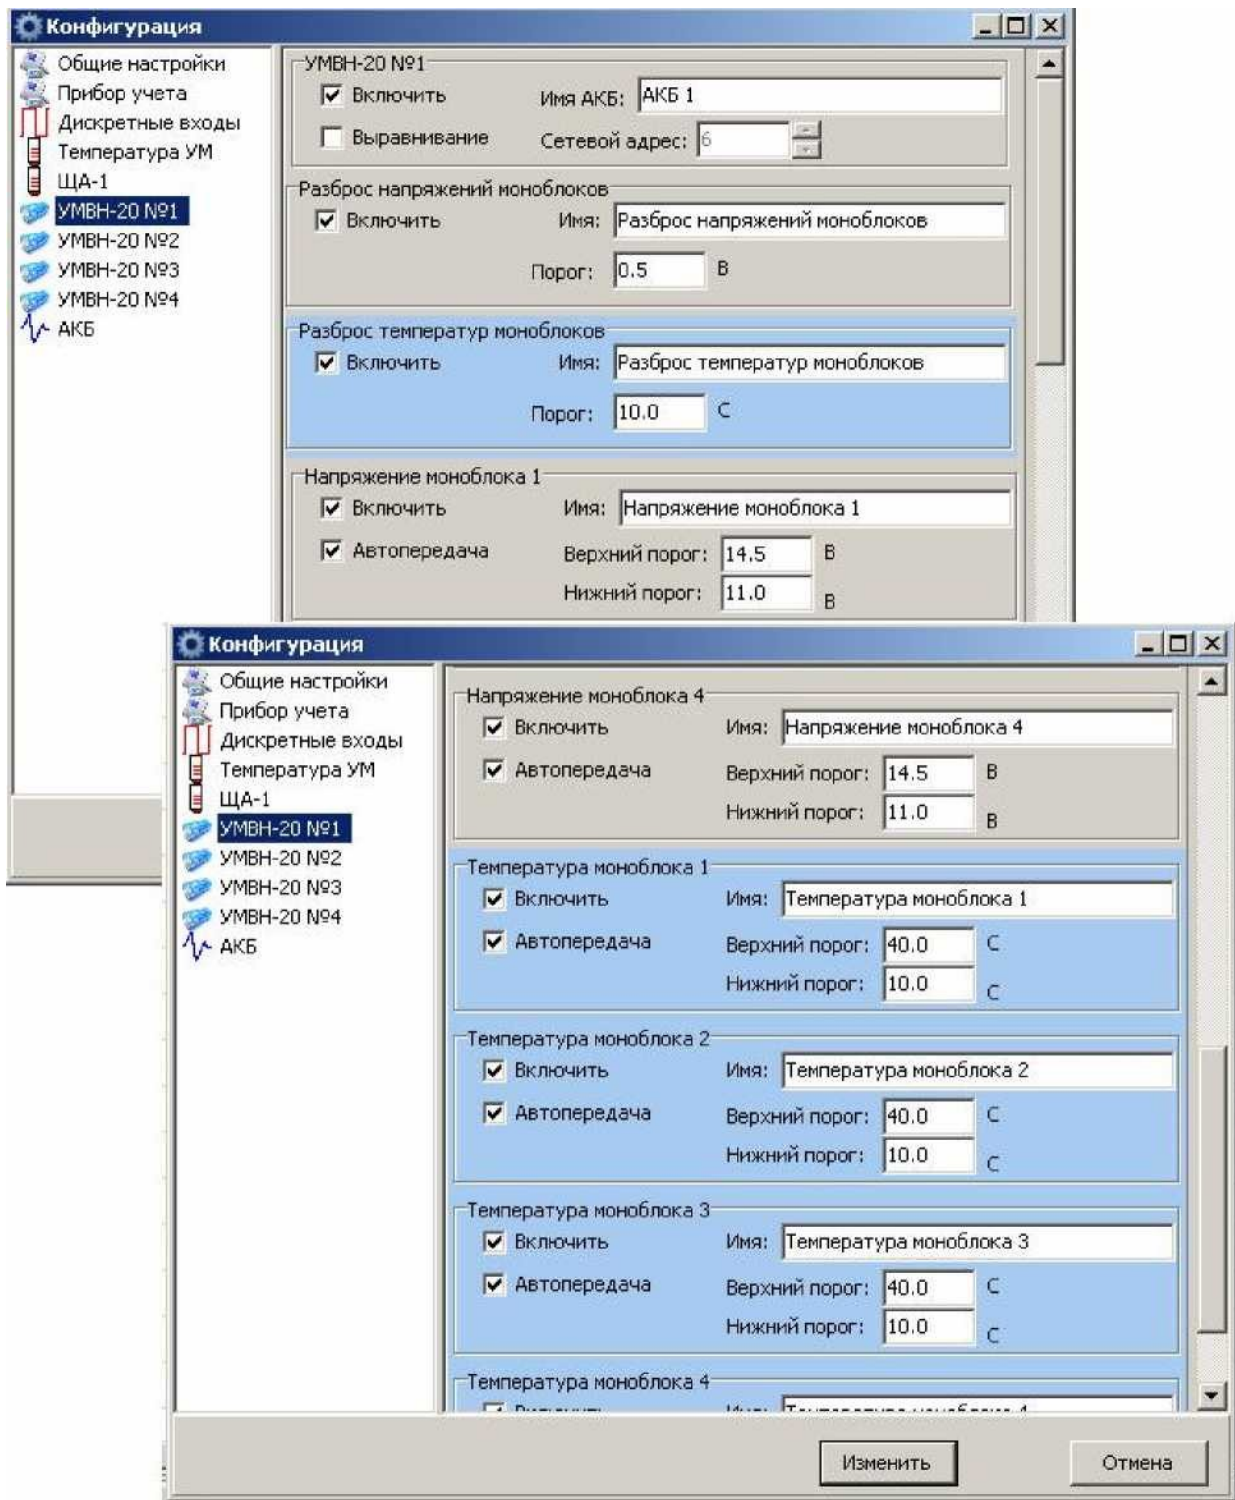 Конфигурация
Общие настройки
Прибор учета
Дискретные входы
Температура УМ
ЩА-1
УМВН-20 №1
УМВН-20 №2
УМВН-20 №3
УМВН-20 №4
АКБ
УМВН-20 №1
Включить Имя АКБ: АКБ 1
Выравнивание Сетевой адрес: 6
Разброс напряжений моноблоков
Включить Имя: Разброс напряжений моноблоков
Порог: 0.5 В
Разброс температур моноблоков
Включить Имя: Разброс температур моноблоков
Порог: 10.0 С
Напряжение моноблока 1
Включить Имя: Напряжение моноблока 1
Автопередача Верхний порог: 14.5 В
Нижний порог: 11.0 В
Конфигурация
Общие настройки
Прибор учета
Дискретные входы
Температура УМ
ЩА-1
УМВН-20 №1
УМВН-20 №2
УМВН-20 №3
УМВН-20 №4
АКБ
Напряжение моноблока 4
Включить Имя: Напряжение моноблока 4
Автопередача Верхний порог: 14.5 В
Нижний порог: 11.0 В
Температура моноблока 1
Включить Имя: Температура моноблока 1
Автопередача Верхний порог: 40.0 С
Нижний порог: 10.0 С
Температура моноблока 2
Включить Имя: Температура моноблока 2
Автопередача Верхний порог: 40.0 С
Нижний порог: 10.0 С
Температура моноблока 3
Включить Имя: Температура моноблока 3
Автопередача Верхний порог: 40.0 С
Нижний порог: 10.0 С
Температура моноблока 4
Изменить Отмена